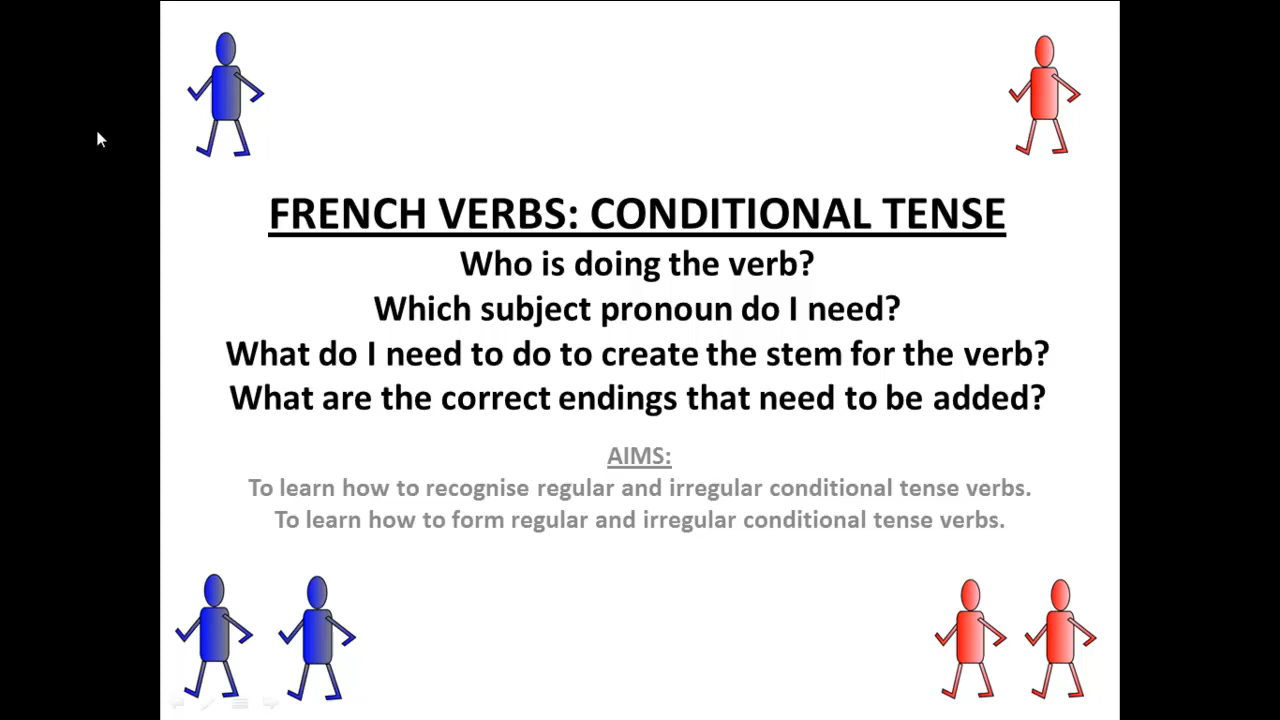 FRENCH VERBS: CONDITIONAL TENSE
Who is doing the verb?
Which subject pronoun do I need?
What do I need to do to create the stem for the verb?
What are the correct endings that need to be added?
AIMS:
To learn how to recognise regular and irregular conditional tense verbs.
To learn how to form regular and irregular conditional tense verbs.